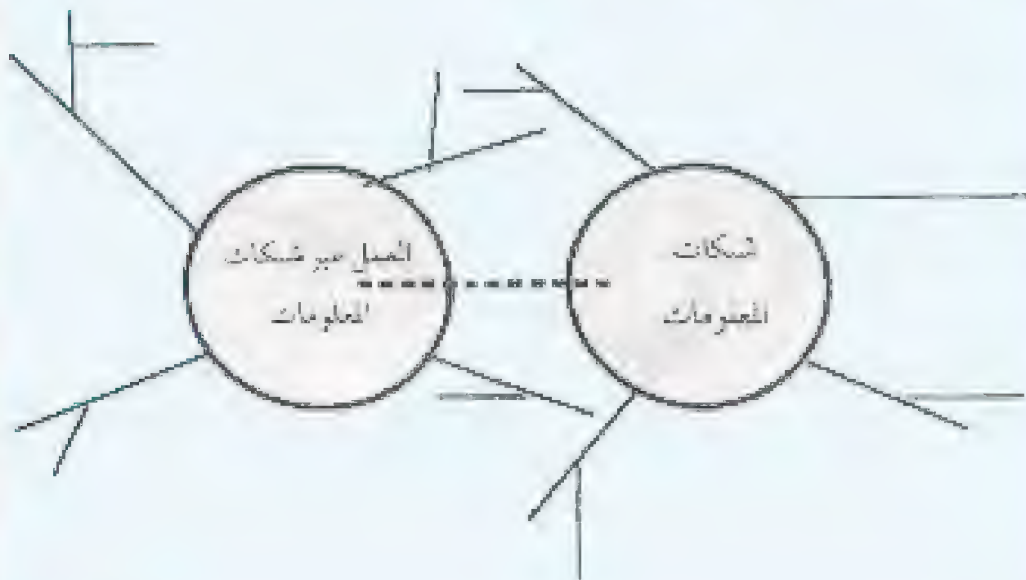 شبكات
المعلومات
العمل عبر شبكات
المعلومات